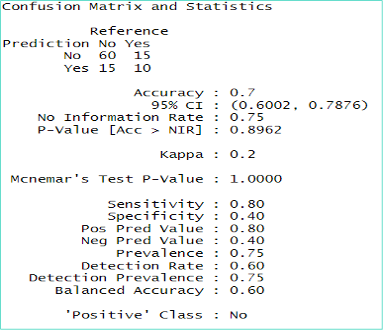 Confusion Matrix and Statistics
Reference
Prediction No Yes
No 60 15
Yes 15 10
Accuracy : 0.7
95% CI : (0.6002, 0.7876)
No Information Rate : 0.75
P-Value [Acc > NIR] : 0.8962
Kappa : 0.2
Mcnemar's Test P-Value : 1.0000
Sensitivity : 0.80
Specificity : 0.40
Pos Pred Value : 0.80
Neg Pred Value : 0.40
Prevalence : 0.75
Detection Rate : 0.60
Detection Prevalence : 0.75
Balanced Accuracy : 0.60
'Positive' Class : No